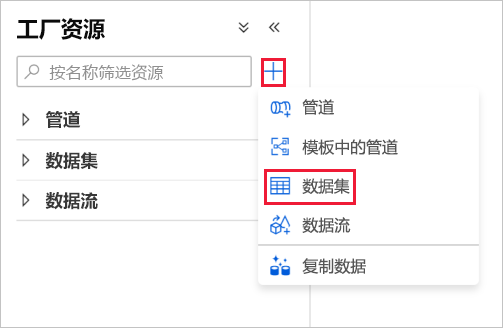 工厂资源
按名称筛选资源
管道
数据集
数据流
管道
模板中的管道
数据集
数据流
复制数据